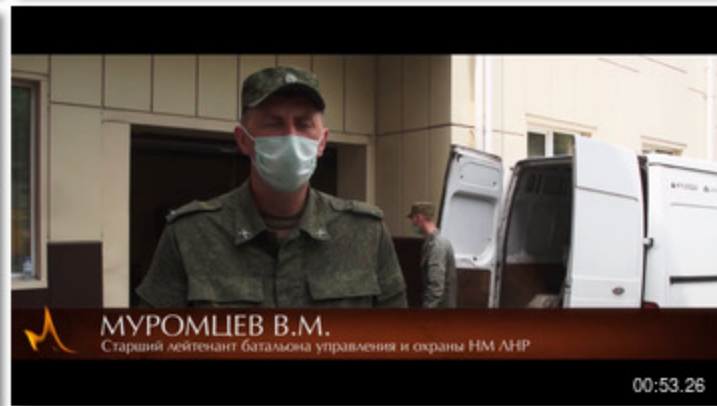 МУРОМЦЕВ В.М.
Старший лейтенант батальона управления и охраны НМ ЛНР
00:53.26